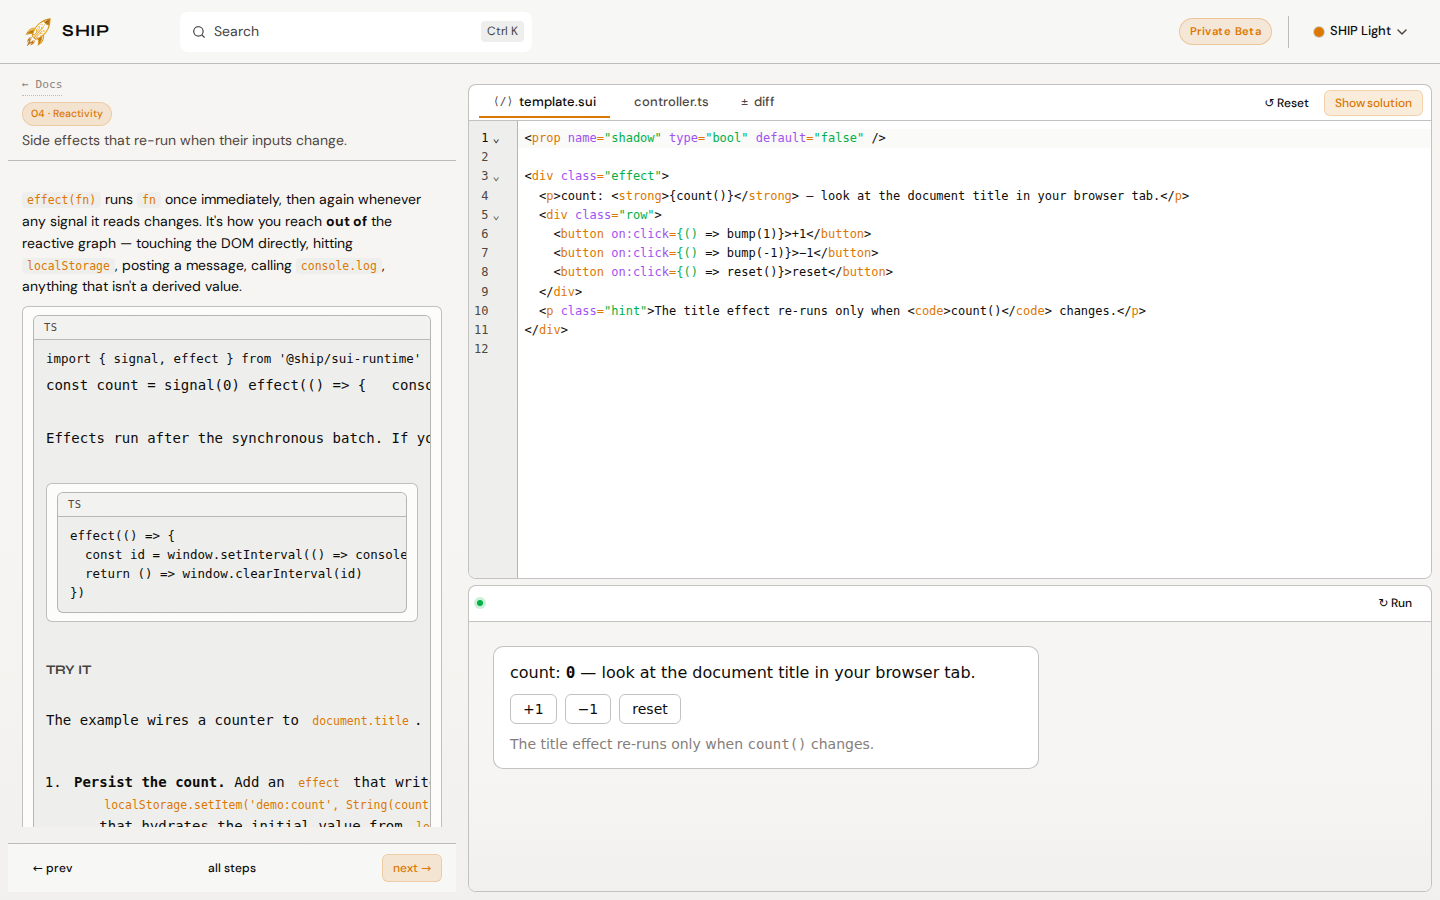 SHIP
Search
Ctrl K
Private Beta
SHIP Light
← Docs
04 · Reactivity
Side effects that re-run when their inputs change.
effect(fn) runs fn once immediately, then again whenever
any signal it reads changes. It's how you reach out of the
reactive graph — touching the DOM directly, hitting
localStorage, posting a message, calling console.log,
anything that isn't a derived value.
TS
import { signal, effect } from '@ship/sui-runtime'
const count = signal(0) effect(() => {   consc
Effects run after the synchronous batch. If yo
TS
effect(() => {
  const id = window.setInterval(() => console
  return () => window.clearInterval(id)
})
TRY IT
The example wires a counter to document.title.
1. Persist the count. Add an effect that write
localStorage.setItem('demo:count', String(count
that hydrates the initial value from lo
← prev
all steps
next →
template.sui
controller.ts
± diff
↺ Reset
Show solution
1 <prop name="shadow" type="bool" default="false" />
2
3 <div class="effect">
4   <p>count: <strong>{count()}</strong> — look at the document title in your browser tab.</p>
5   <div class="row">
6     <button on:click={() => bump(1)}>+1</button>
7     <button on:click={() => bump(-1)}>−1</button>
8     <button on:click={() => reset()}>reset</button>
9   </div>
10   <p class="hint">The title effect re-runs only when <code>count()</code> changes.</p>
11 </div>
12
↻ Run
count: 0 — look at the document title in your browser tab.
+1
−1
reset
The title effect re-runs only when count() changes.